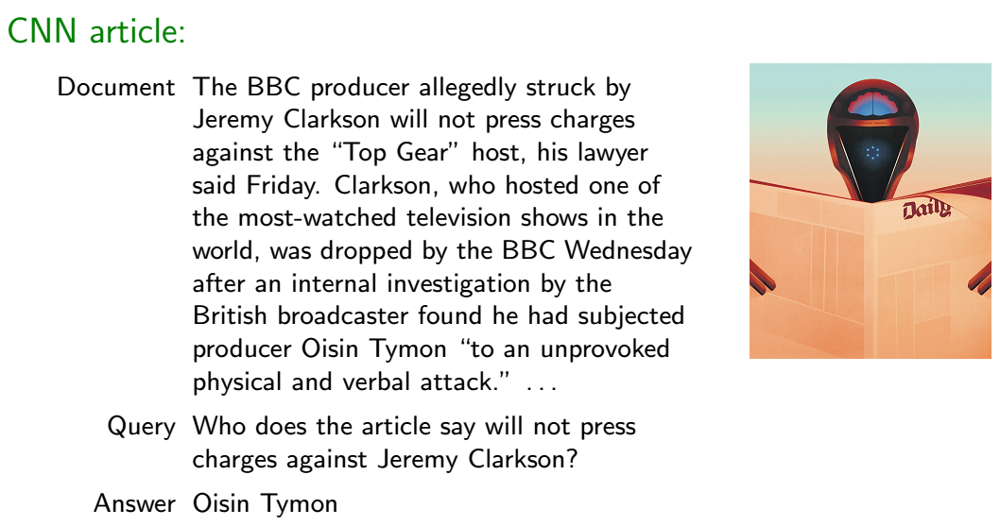 CNN article:
Document The BBC producer allegedly struck by
Jeremy Clarkson will not press charges
against the “Top Gear” host, his lawyer
said Friday. Clarkson, who hosted one of
the most-watched television shows in the
world, was dropped by the BBC Wednesday
after an internal investigation by the
British broadcaster found he had subjected
producer Oisin Tymon “to an unprovoked
physical and verbal attack.” ...
Query Who does the article say will not press
charges against Jeremy Clarkson?
Answer Oisin Tymon
Daily